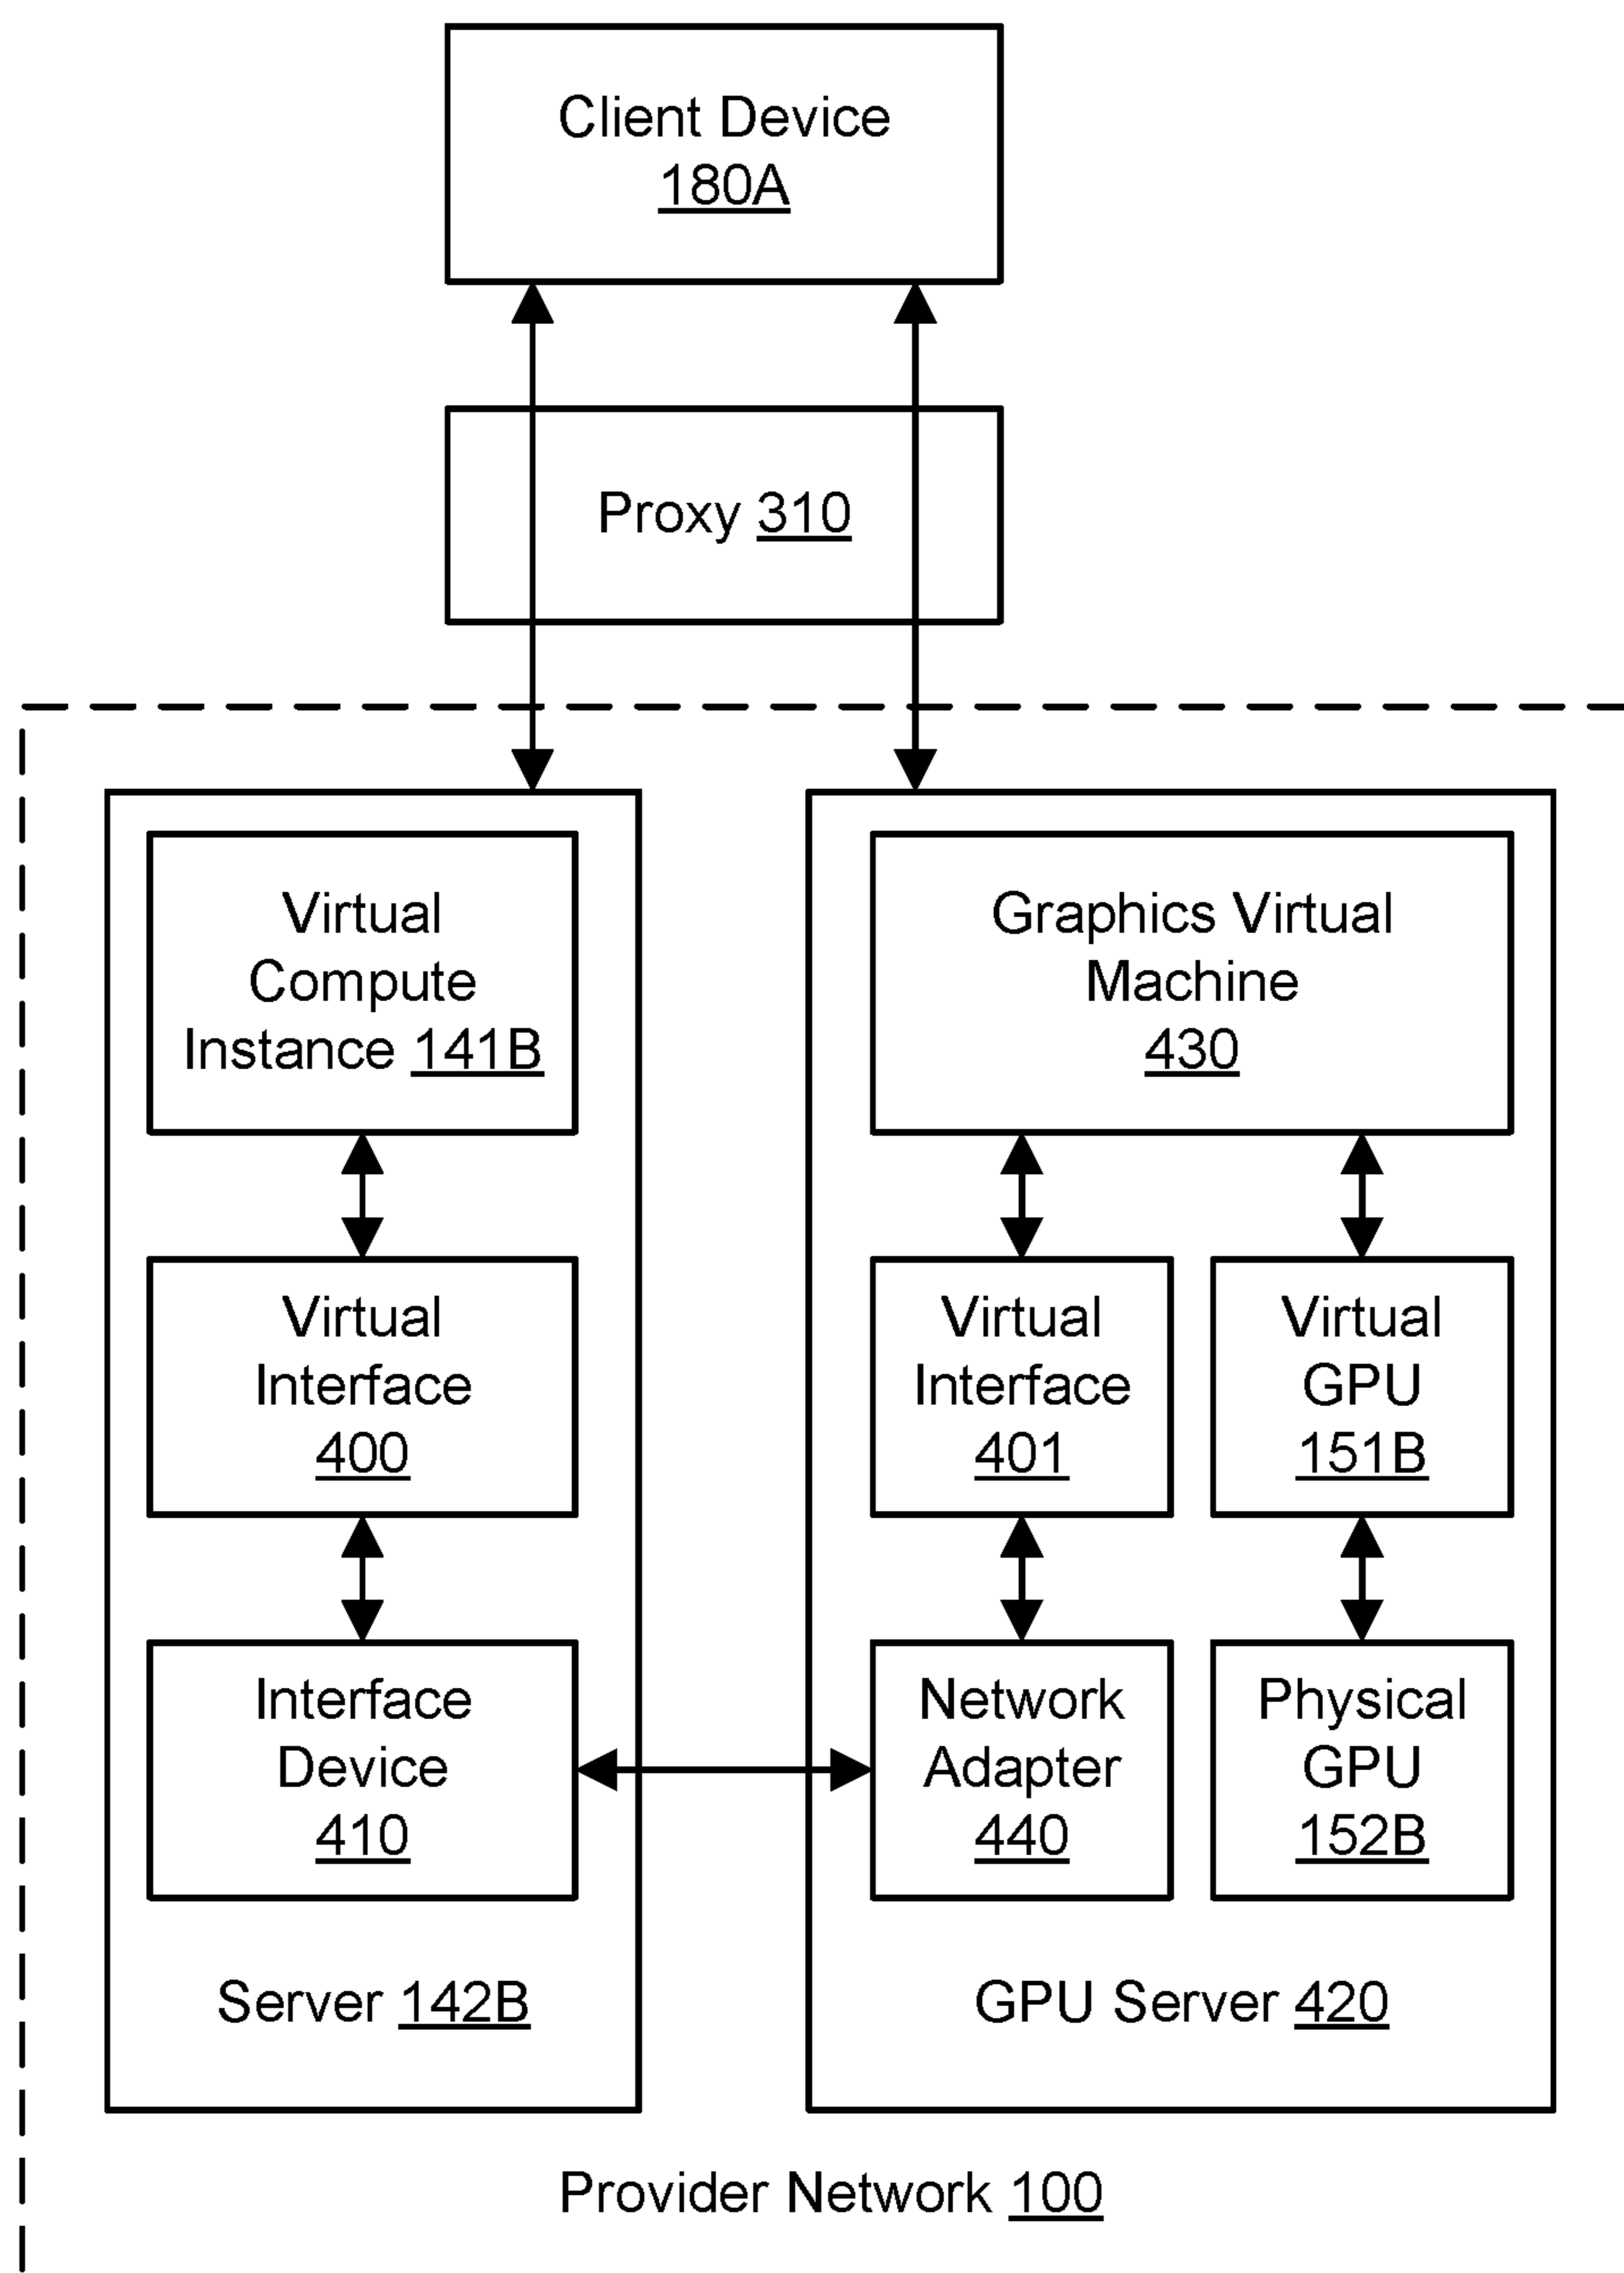 Client Device
180A
Proxy 310
Virtual
Compute
Instance 141B
Graphics Virtual
Machine
430
Virtual
Interface
400
Virtual
Interface
401
Virtual
GPU
151B
Interface
Device
410
Network
Adapter
440
Physical
GPU
152B
Server 142B
GPU Server 420
Provider Network 100